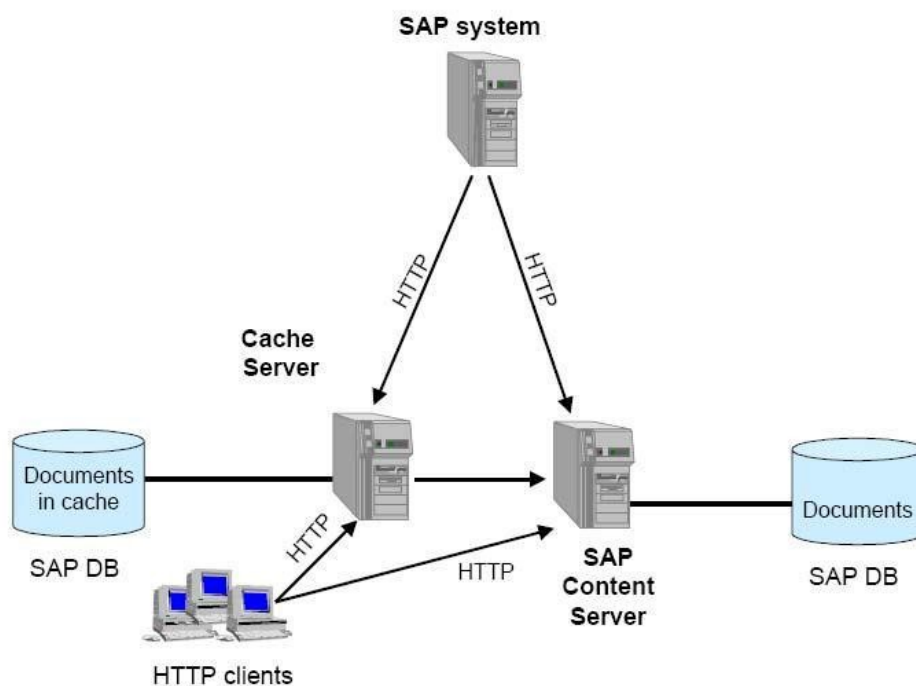 SAP system
HTTP
HTTP
Cache
Server
Documents
in cache
SAP DB
HTTP
HTTP
SAP
Content
Server
Documents
SAP DB
HTTP clients